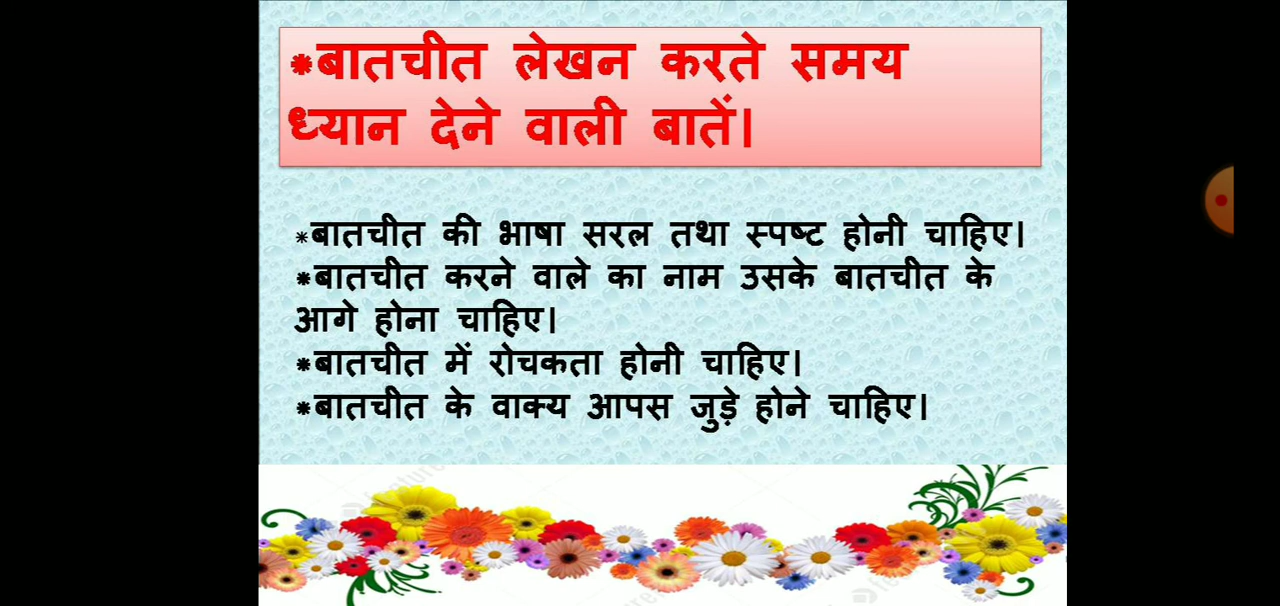 *बातचीत लेखन करते समय
ध्यान देने वाली बातें।
*बातचीत की भाषा सरल तथा स्पष्ट होनी चाहिए।
*बातचीत करने वाले का नाम उसके बातचीत के
आगे होना चाहिए।
*बातचीत में रोचकता होनी चाहिए।
*बातचीत के वाक्य आपस जुड़े होने चाहिए।